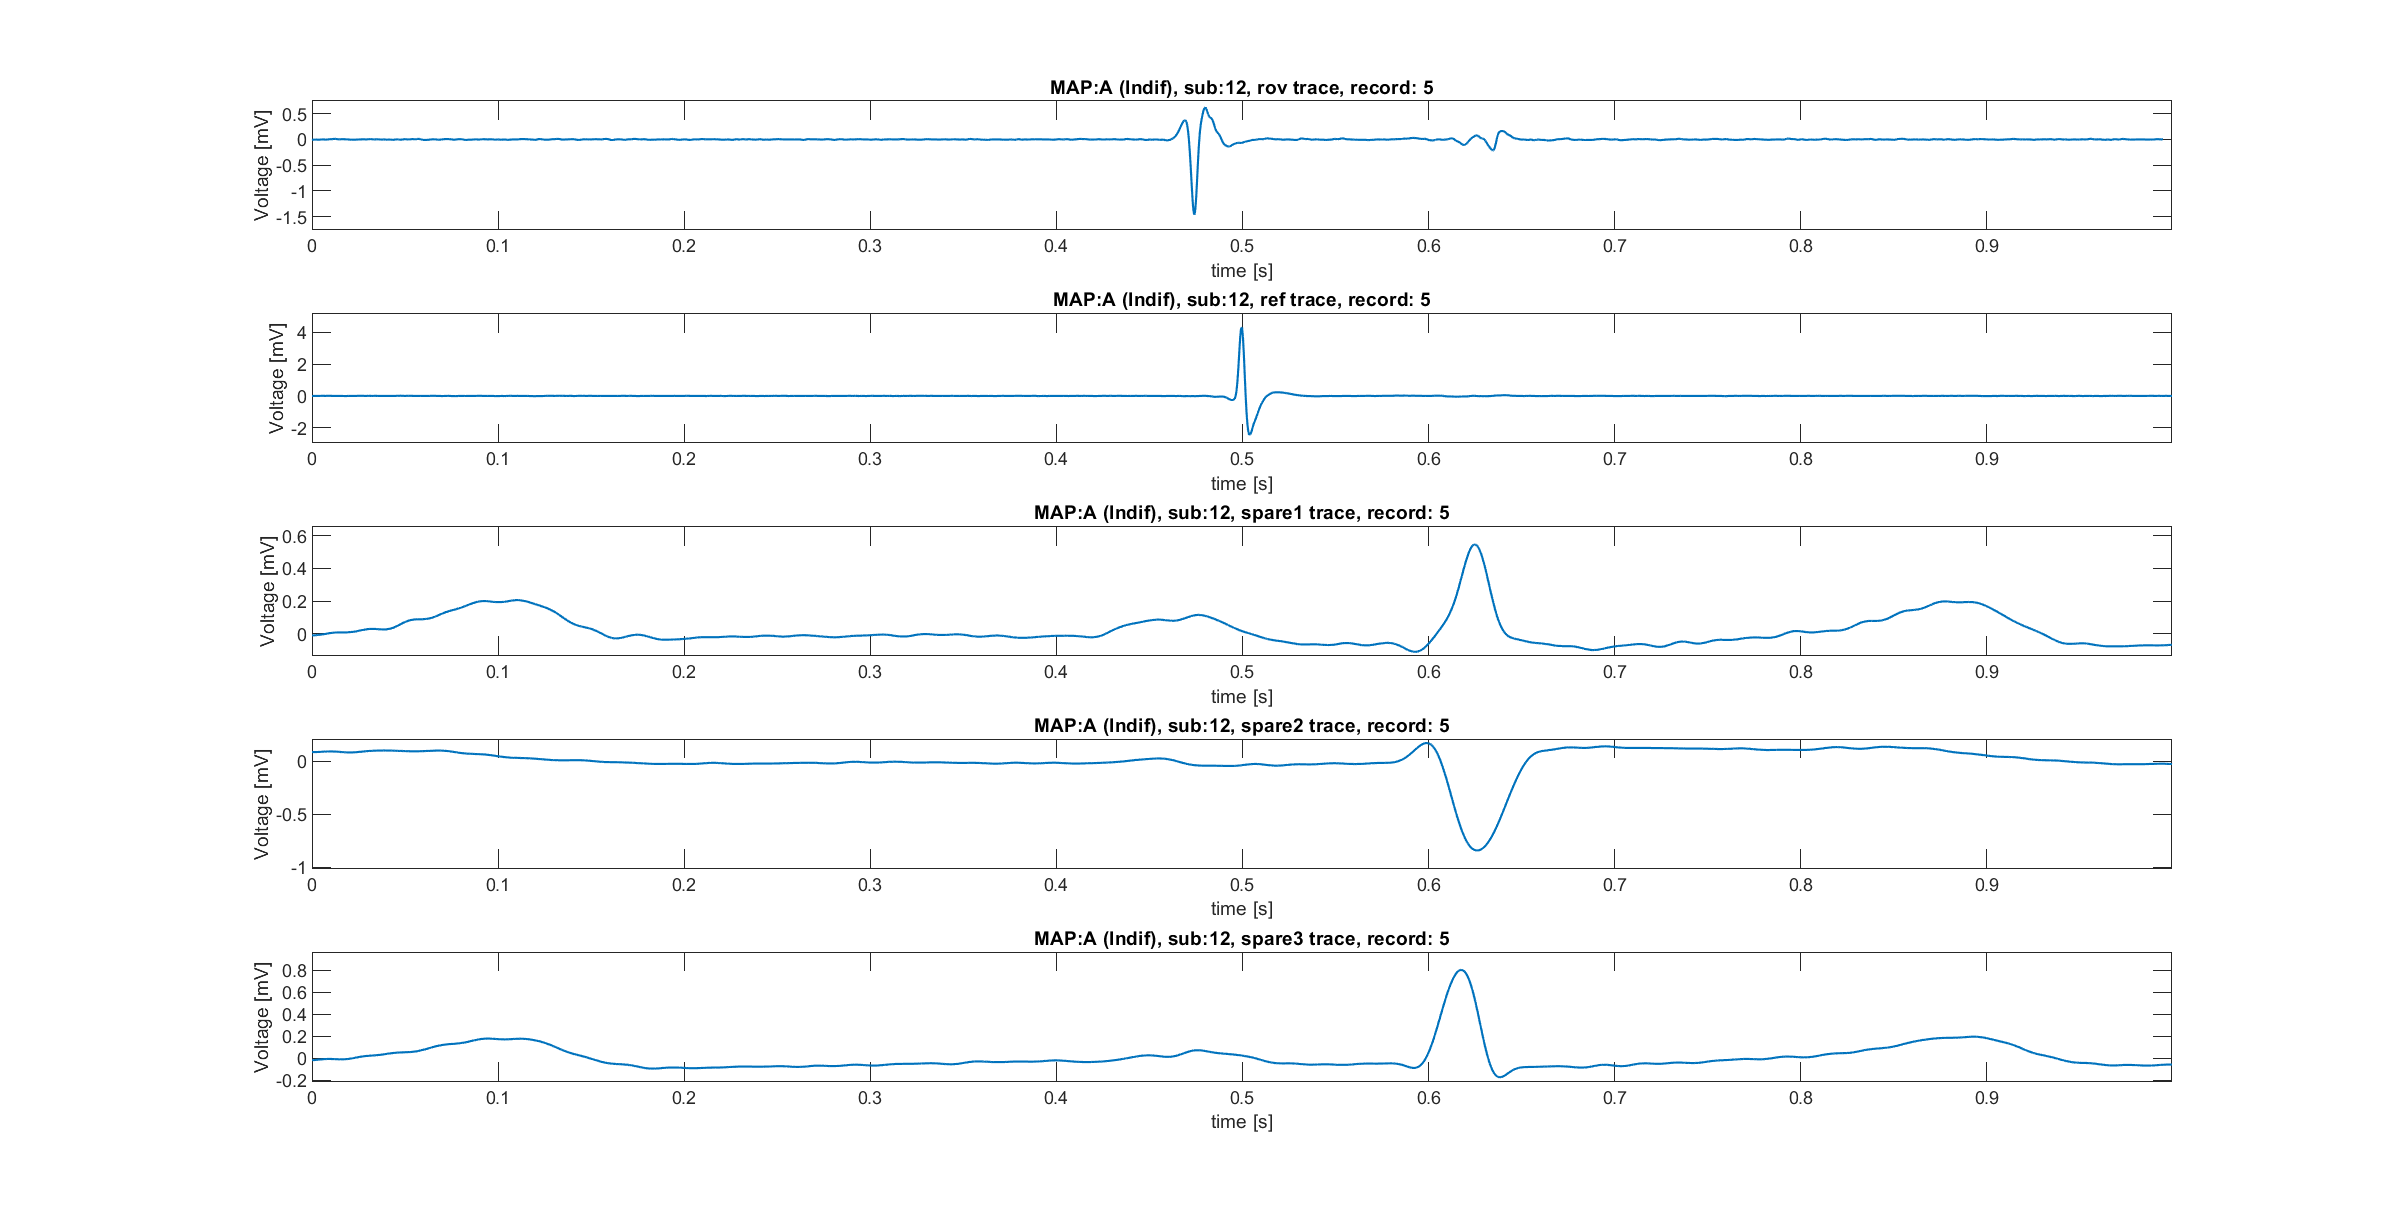 MAP:A (Indif), sub:12, rov trace, record: 5
Voltage [mV]
0.5
0
-0.5
-1
-1.5
0 0.1 0.2 0.3 0.4 0.5 0.6 0.7 0.8 0.9
time [s]
MAP:A (Indif), sub:12, ref trace, record: 5
Voltage [mV]
4
2
0
-2
0 0.1 0.2 0.3 0.4 0.5 0.6 0.7 0.8 0.9
time [s]
MAP:A (Indif), sub:12, spare1 trace, record: 5
Voltage [mV]
0.6
0.4
0.2
0
0 0.1 0.2 0.3 0.4 0.5 0.6 0.7 0.8 0.9
time [s]
MAP:A (Indif), sub:12, spare2 trace, record: 5
Voltage [mV]
0
-0.5
-1
0 0.1 0.2 0.3 0.4 0.5 0.6 0.7 0.8 0.9
time [s]
MAP:A (Indif), sub:12, spare3 trace, record: 5
Voltage [mV]
0.8
0.6
0.4
0.2
0
-0.2
0 0.1 0.2 0.3 0.4 0.5 0.6 0.7 0.8 0.9
time [s]